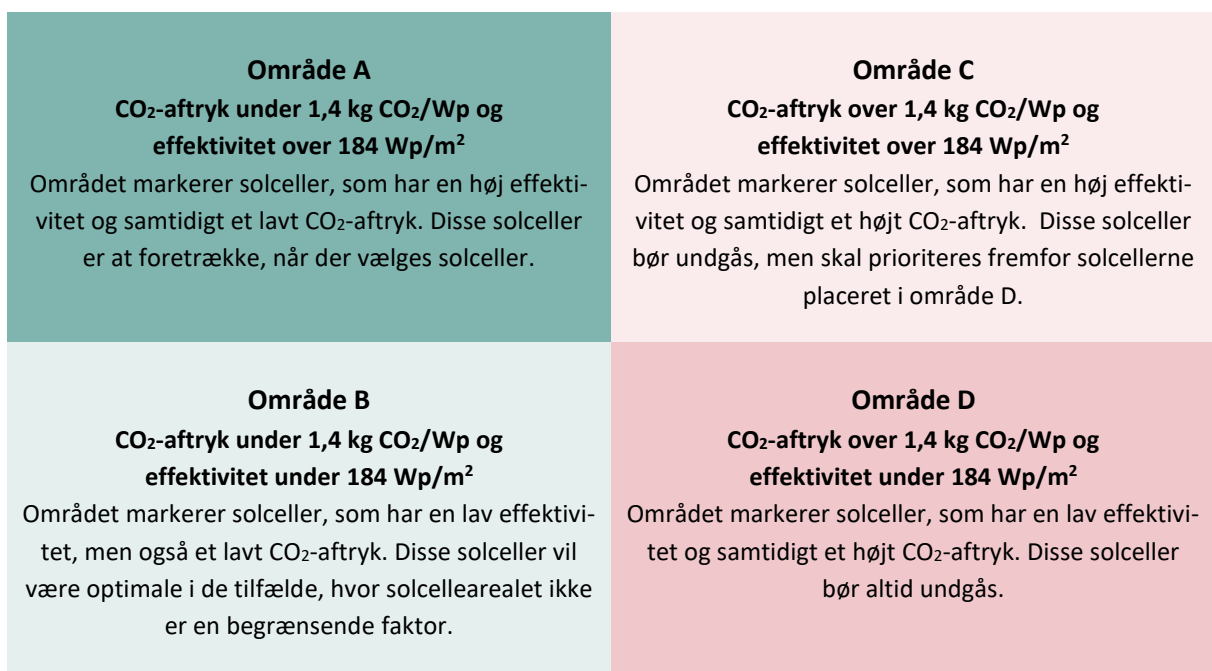 Område A
CO₂-aftryk under 1,4 kg CO₂/Wp og
effektivitet over 184 Wp/m²
Området markerer solceller, som har en høj effekti-
vitet og samtidigt et lavt CO₂-aftryk. Disse solceller
er at foretrække, når der vælges solceller.
Område C
CO₂-aftryk over 1,4 kg CO₂/Wp og
effektivitet over 184 Wp/m²
Området markerer solceller, som har en høj effekti-
vitet og samtidigt et højt CO₂-aftryk.  Disse solceller
bør undgås, men skal prioriteres fremfor solcellerne
placeret i område D.
Område B
CO₂-aftryk under 1,4 kg CO₂/Wp og
effektivitet under 184 Wp/m²
Området markerer solceller, som har en lav effektivi-
tet, men også et lavt CO₂-aftryk. Disse solceller vil
være optimale i de tilfælde, hvor solcellearealet ikke
er en begrænsende faktor.
Område D
CO₂-aftryk over 1,4 kg CO₂/Wp og
effektivitet under 184 Wp/m²
Området markerer solceller, som har en lav effektivi-
tet og samtidigt et højt CO₂-aftryk. Disse solceller
bør altid undgås.